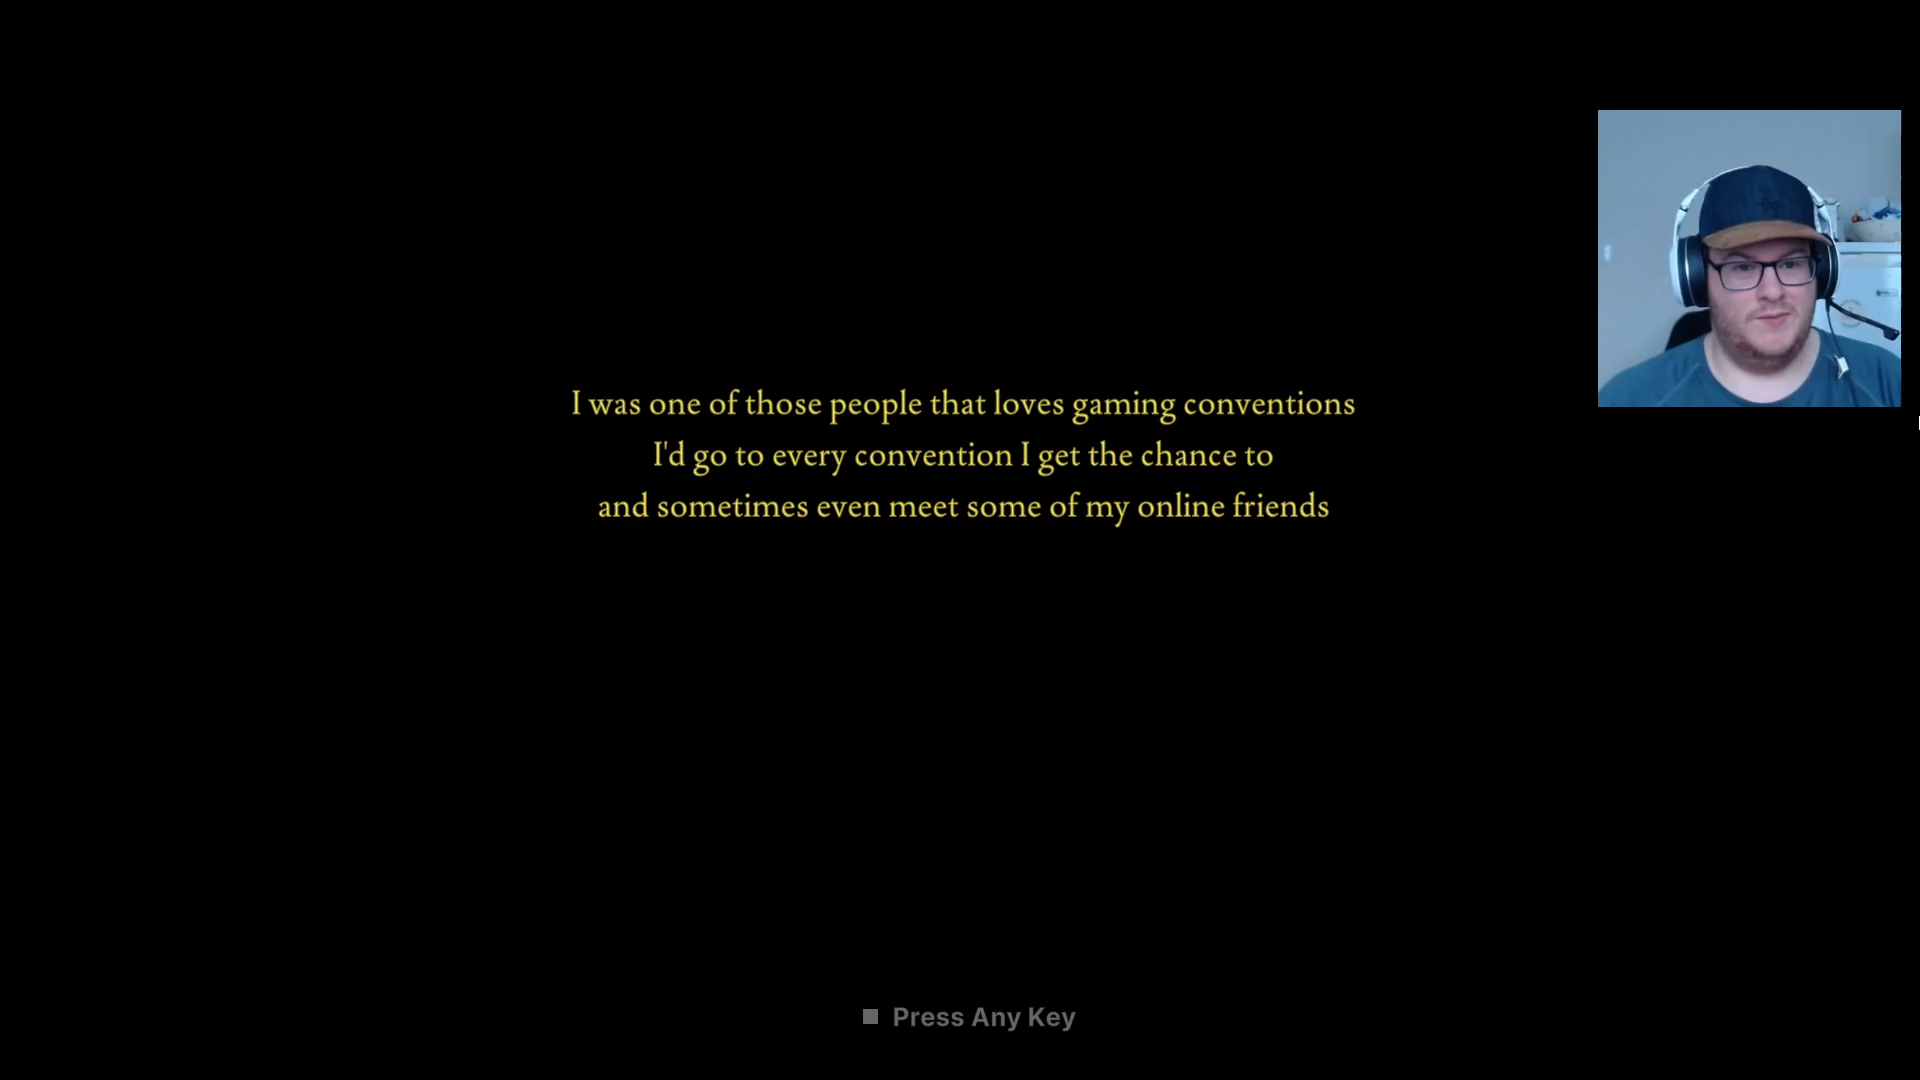 I was one of those people that loves gaming conventions
I'd go to every convention I get the chance to
and sometimes even meet some of my online friends
Press Any Key